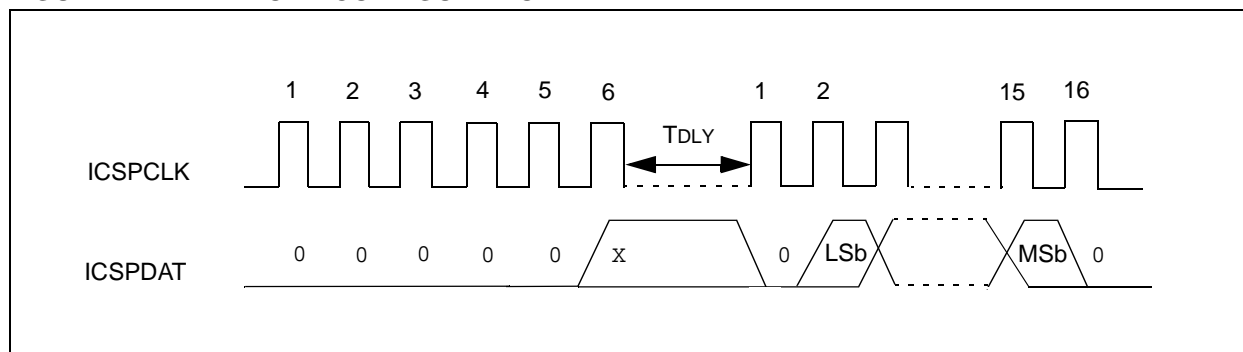 1 2 3 4 5 6 1 2 15 16
TDLY
ICSPCLK
ICSPDAT 0 0 0 0 0 X 0 LSb MSb 0